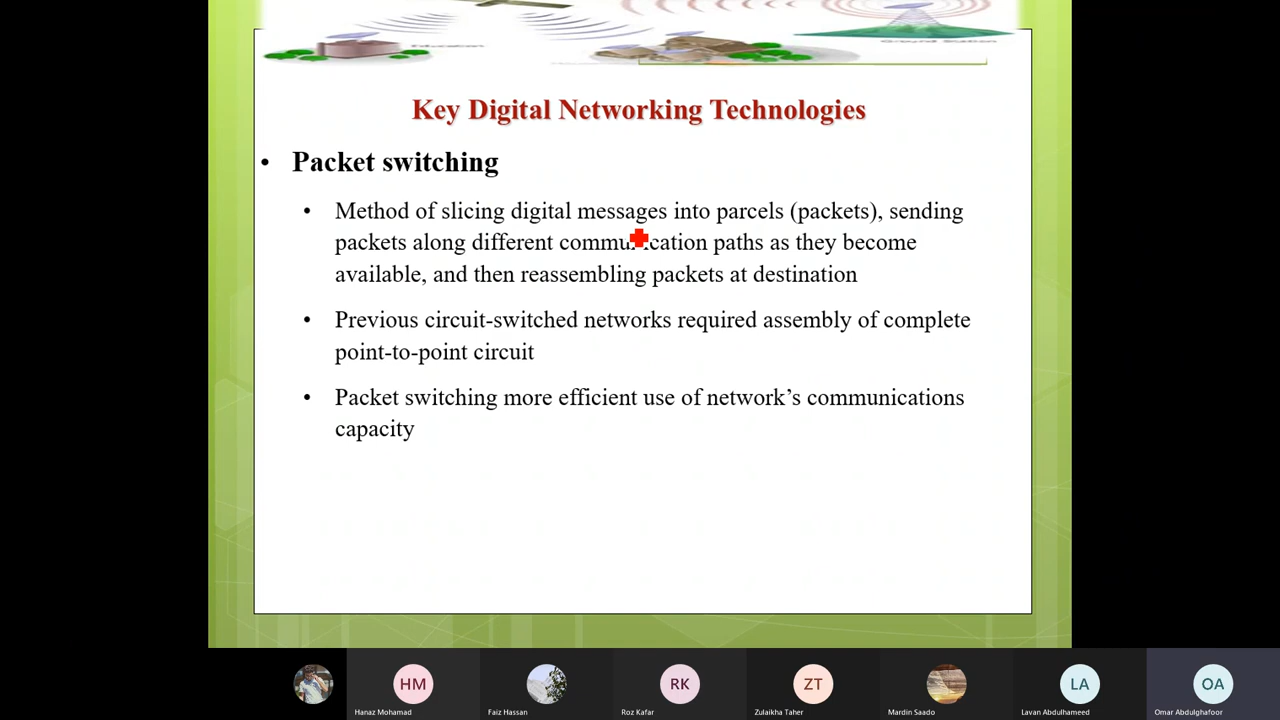 Education
Ground Station
Key Digital Networking Technologies
• Packet switching
• Method of slicing digital messages into parcels (packets), sending
packets along different communication paths as they become
available, and then reassembling packets at destination
• Previous circuit-switched networks required assembly of complete
point-to-point circuit
• Packet switching more efficient use of network’s communications
capacity
HM
RK
ZT
LA
OA
Hanaz Mohamad
Faiz Hassan
Roz Kafar
Zulaikha Taher
Mardin Saado
Lavan Abdulhameed
Omar Abdulghafoor